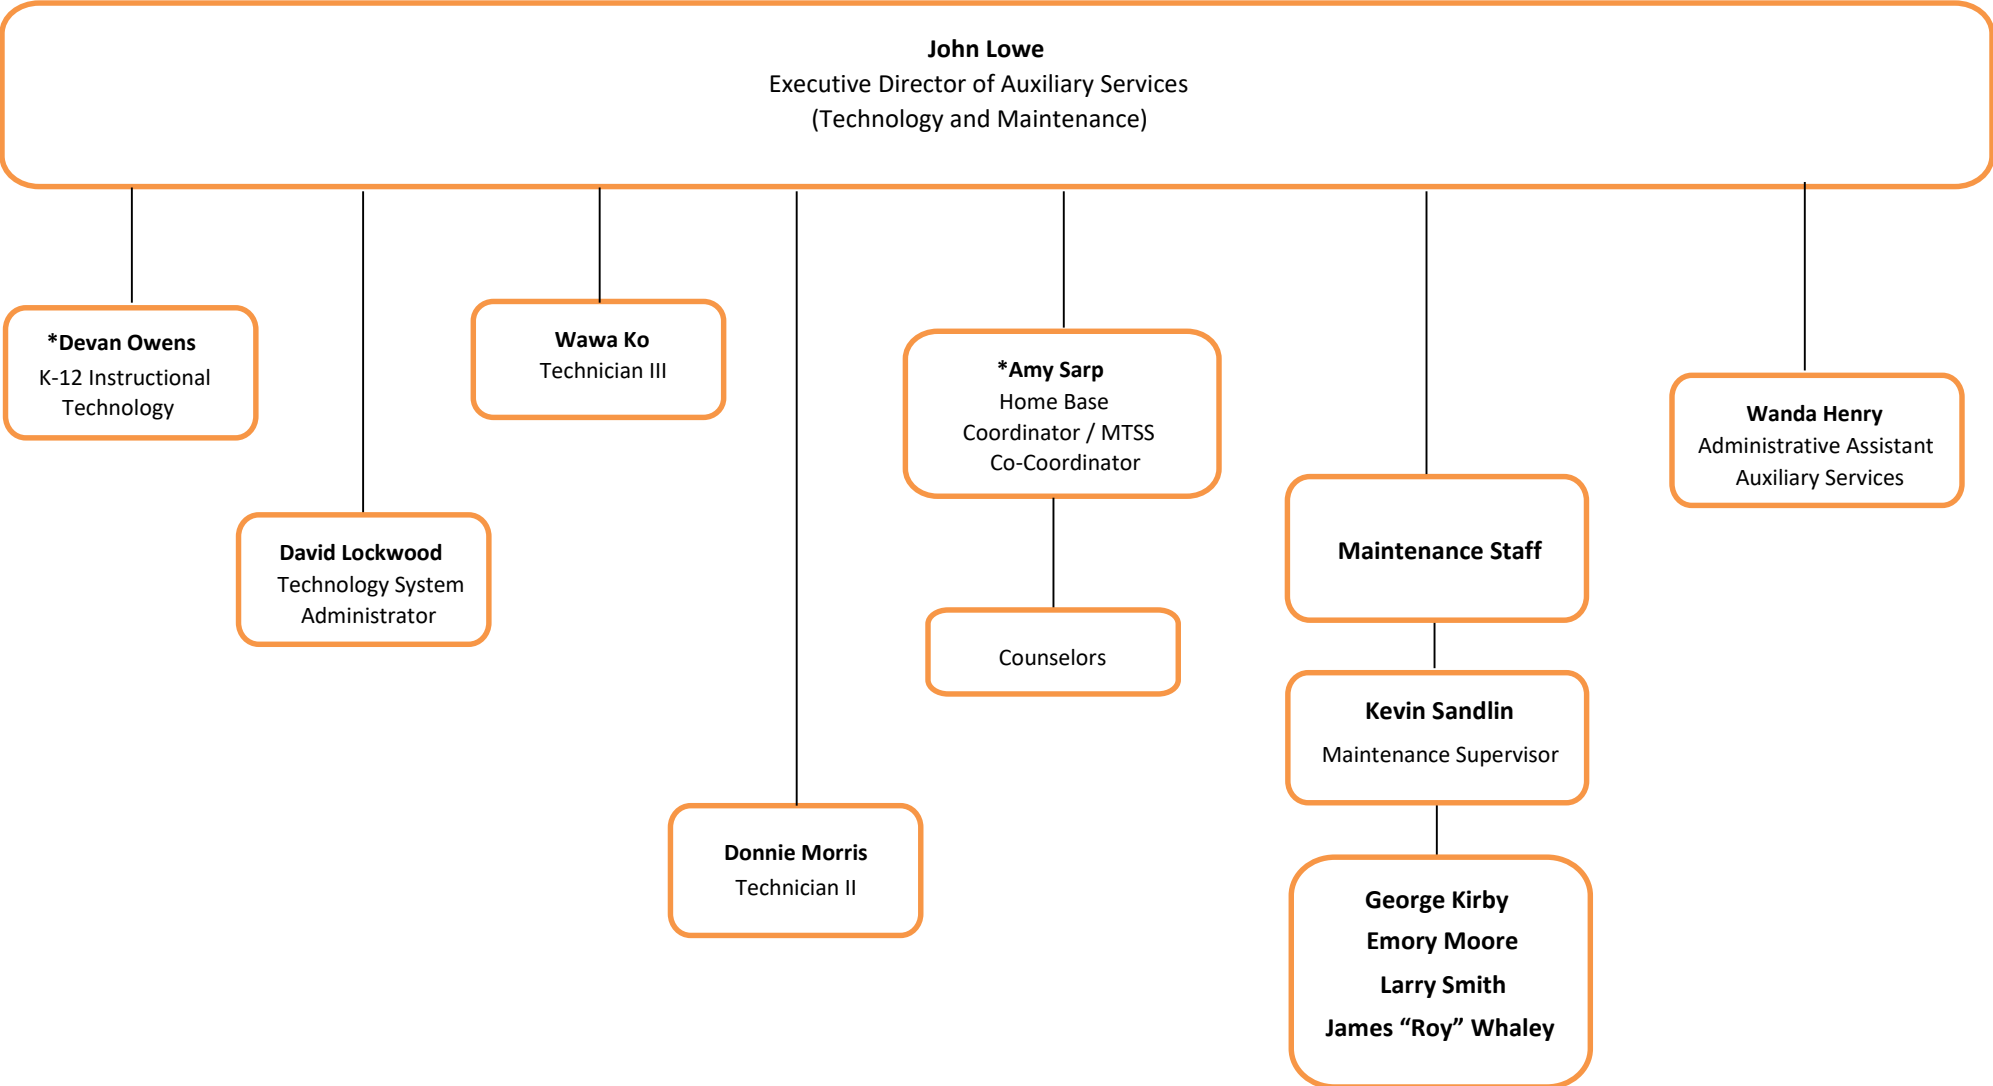 John Lowe
Executive Director of Auxiliary Services
(Technology and Maintenance)
*Devan Owens
K-12 Instructional
Technology
David Lockwood
Technology System
Administrator
Wawa Ko
Technician III
Donnie Morris
Technician II
*Amy Sarp
Home Base
Coordinator / MTSS
Co-Coordinator
Counselors
Maintenance Staff
Kevin Sandlin
Maintenance Supervisor
George Kirby
Emory Moore
Larry Smith
James “Roy” Whaley
Wanda Henry
Administrative Assistant
Auxiliary Services